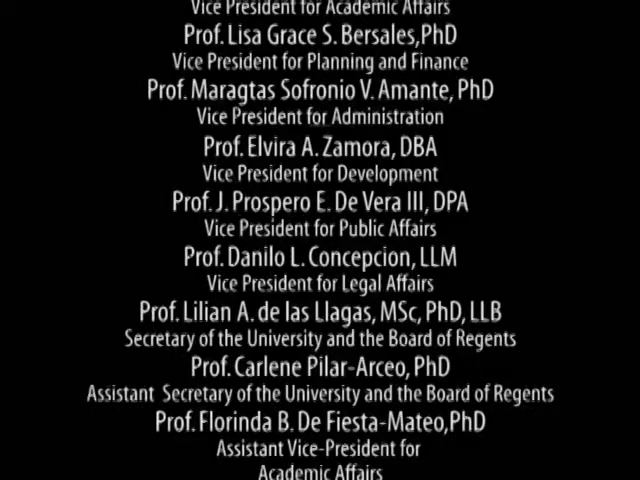 Vice President for Academic Affairs
Prof. Lisa Grace S. Bersales,PhD
Vice President for Planning and Finance
Prof. Maragtas Sofronio V. Amante, PhD
Vice President for Administration
Prof. Elvira A. Zamora, DBA
Vice President for Development
Prof. J. Prospero E. De Vera III, DPA
Vice President for Public Affairs
Prof. Danilo L. Concepcion, LLM
Vice President for Legal Affairs
Prof. Lilian A. de las Llagas, MSc, PhD, LLB
Secretary of the University and the Board of Regents
Prof. Carlene Pilar-Arceo, PhD
Assistant Secretary of the University and the Board of Regents
Prof. Florinda B. De Fiesta-Mateo,PhD
Assistant Vice-President for
Academic Affairs